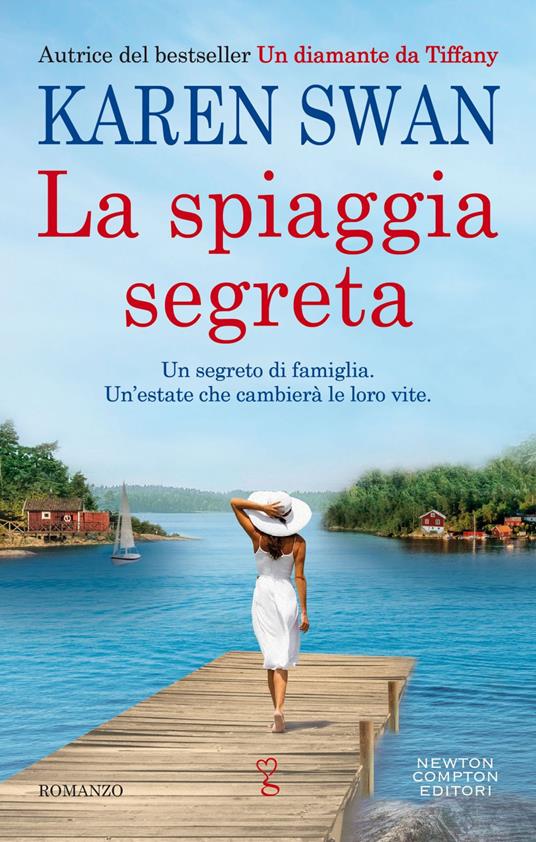 Autrice del bestseller Un diamante da Tiffany
KAREN SWAN
La spiaggia
segreta
Un segreto di famiglia.
Un'estate che cambierà le loro vite.
ROMANZO
NEWTON
COMPTON
EDITORI